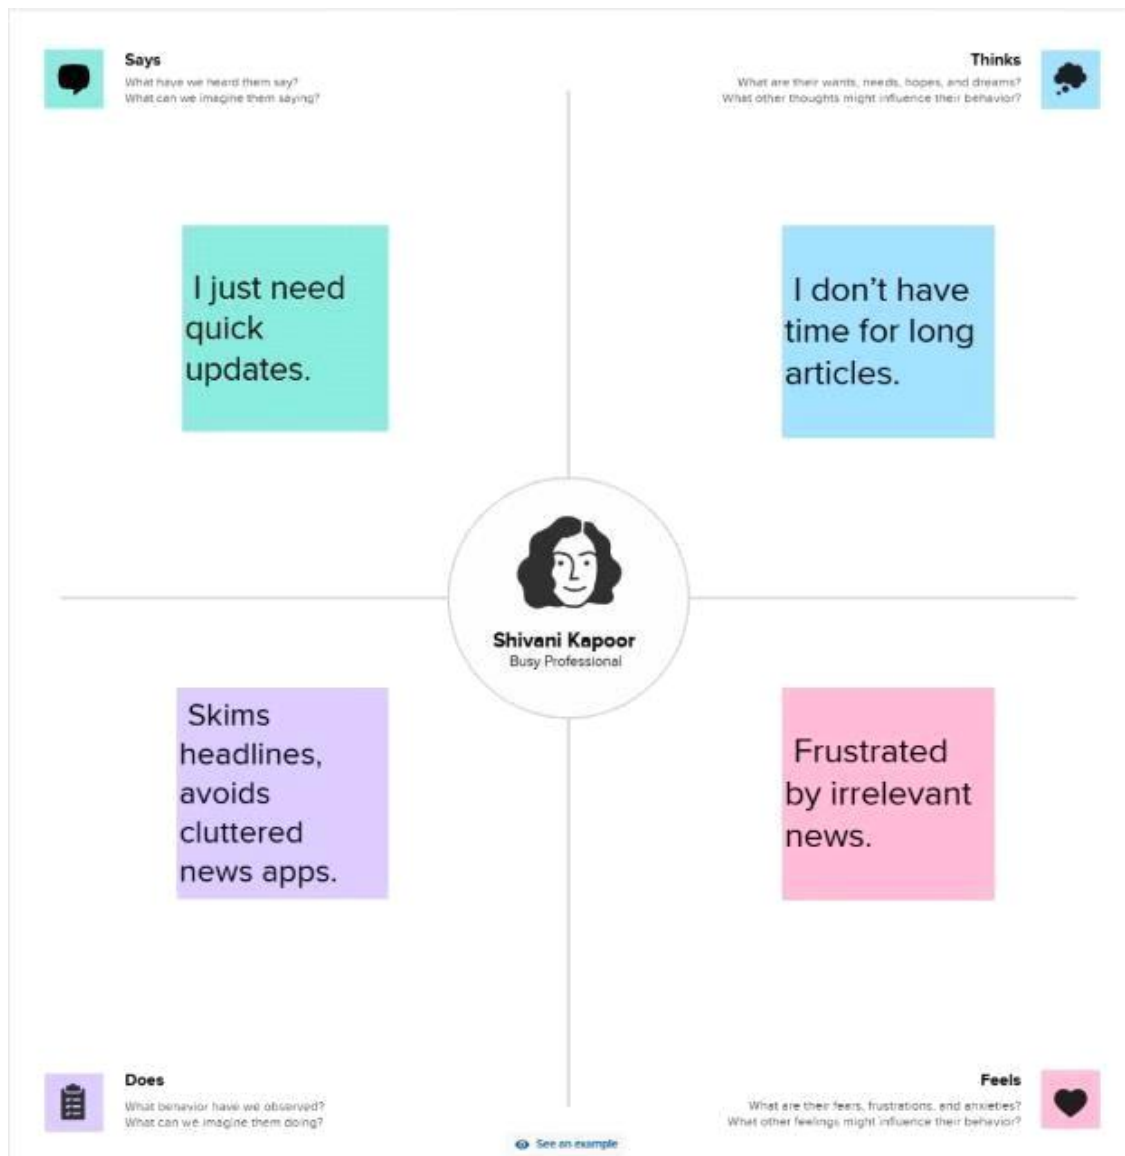 Says
What have we heard them say?
What can we imagine them saying?
Thinks
What are their wants, needs, hopes, and dreams?
What other thoughts might influence their behavior?
I just need
quick
updates.
I don't have
time for long
articles.
Shivani Kapoor
Busy Professional
Skims
headlines,
avoids
cluttered
news apps.
Frustrated
by irrelevant
news.
Does
What behavior have we observed?
What can we imagine them doing?
Feels
What are their fears, frustrations, and anxieties?
What other feelings might influence their behavior?
See an example